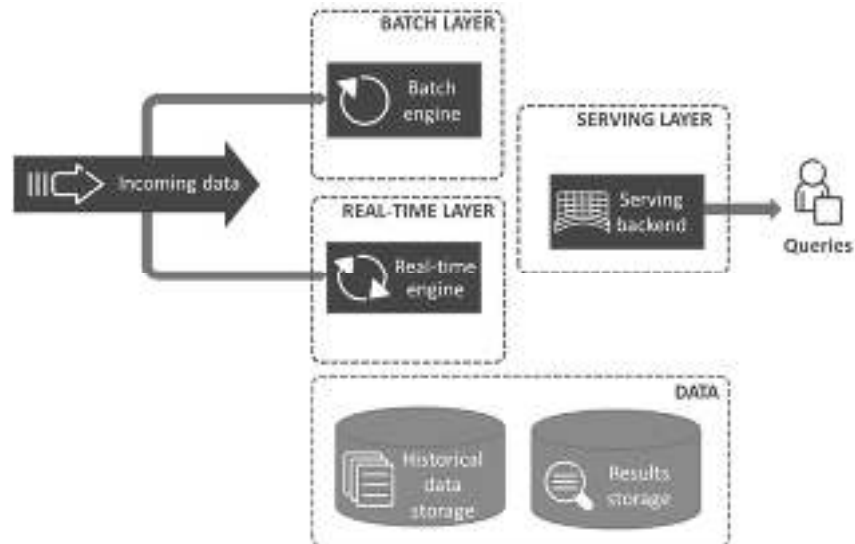 BATCH LAYER
Batch
engine
SERVING LAYER
Incoming data
Serving
backend
Queries
REAL-TIME LAYER
Real-time
engine
DATA
Historical
data
storage
Results
storage